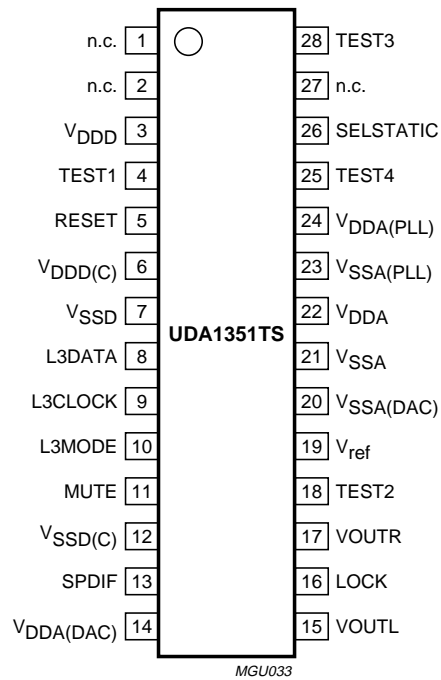 n.c. 1 28 TEST3
n.c. 2 27 n.c.
VDDD 3 26 SELSTATIC
TEST1 4 25 TEST4
RESET 5 24 VDDA(PLL)
VDDD(C) 6 23 VSSA(PLL)
VSSD 7 22 VDDA
UDA1351TS
L3DATA 8 21 VSSA
L3CLOCK 9 20 VSSA(DAC)
L3MODE 10 19 Vref
MUTE 11 18 TEST2
VSSD(C) 12 17 VOUTR
SPDIF 13 16 LOCK
VDDA(DAC) 14 15 VOUTL
MGU033